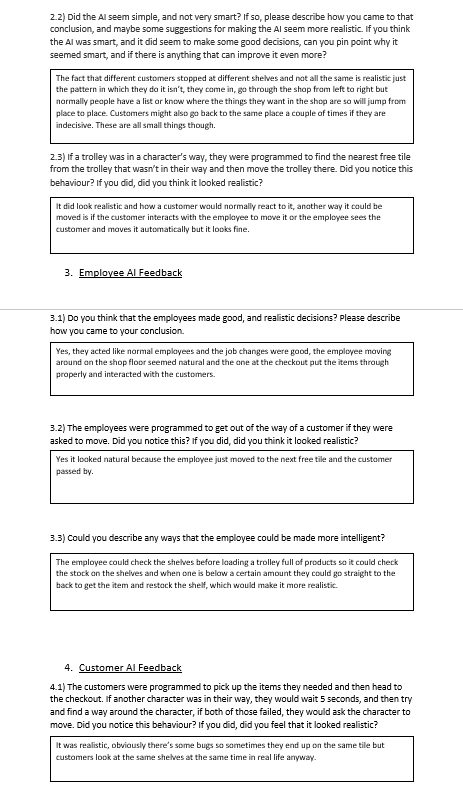 2.2) Did the AI seem simple, and not very smart? If so, please describe how you came to that
conclusion, and maybe some suggestions for making the AI seem more realistic. If you think
the AI was smart, and it did seem to make some good decisions, can you pin point why it
seemed smart, and if there is anything that can improve it even more?
The fact that different customers stopped at different shelves and not all the same is realistic just
the pattern in which they do it isn't, they come in, go through the shop from left to right but
normally people have a list or know where the things they want in the shop are so will jump from
place to place. Customers might also go back to the same place a couple of times if they are
indecisive. These are all small things though.
2.3) If a trolley was in a character's way, they were programmed to find the nearest free tile
from the trolley that wasn't in their way and then move the trolley there. Did you notice this
behaviour? If you did, did you think it looked realistic?
It did look realistic and how a customer would normally react to it, another way it could be
moved is if the customer interacts with the employee to move it or the employee sees the
customer and moves it automatically but it looks fine.
3. Employee AI Feedback
3.1) Do you think that the employees made good, and realistic decisions? Please describe
how you came to your conclusion.
Yes, they acted like normal employees and the job changes were good, the employee moving
around on the shop floor seemed natural and the one at the checkout put the items through
properly and interacted with the customers.
3.2) The employees were programmed to get out of the way of a customer if they were
asked to move. Did you notice this? If you did, did you think it looked realistic?
Yes it looked natural because the employee just moved to the next free tile and the customer
passed by.
3.3) Could you describe any ways that the employee could be made more intelligent?
The employee could check the shelves before loading a trolley full of products so it could check
the stock on the shelves and when one is below a certain amount they could go straight to the
back to get the item and restock the shelf, which would make it more realistic.
4. Customer AI Feedback
4.1) The customers were programmed to pick up the items they needed and then head to
the checkout. If another character was in their way, they would wait 5 seconds, and then try
and find a way around the character, if both of those failed, they would ask the character to
move. Did you notice this behaviour? If you did, did you feel that it looked realistic?
It was realistic, obviously there's some bugs so sometimes they end up on the same tile but
customers look at the same shelves at the same time in real life anyway.